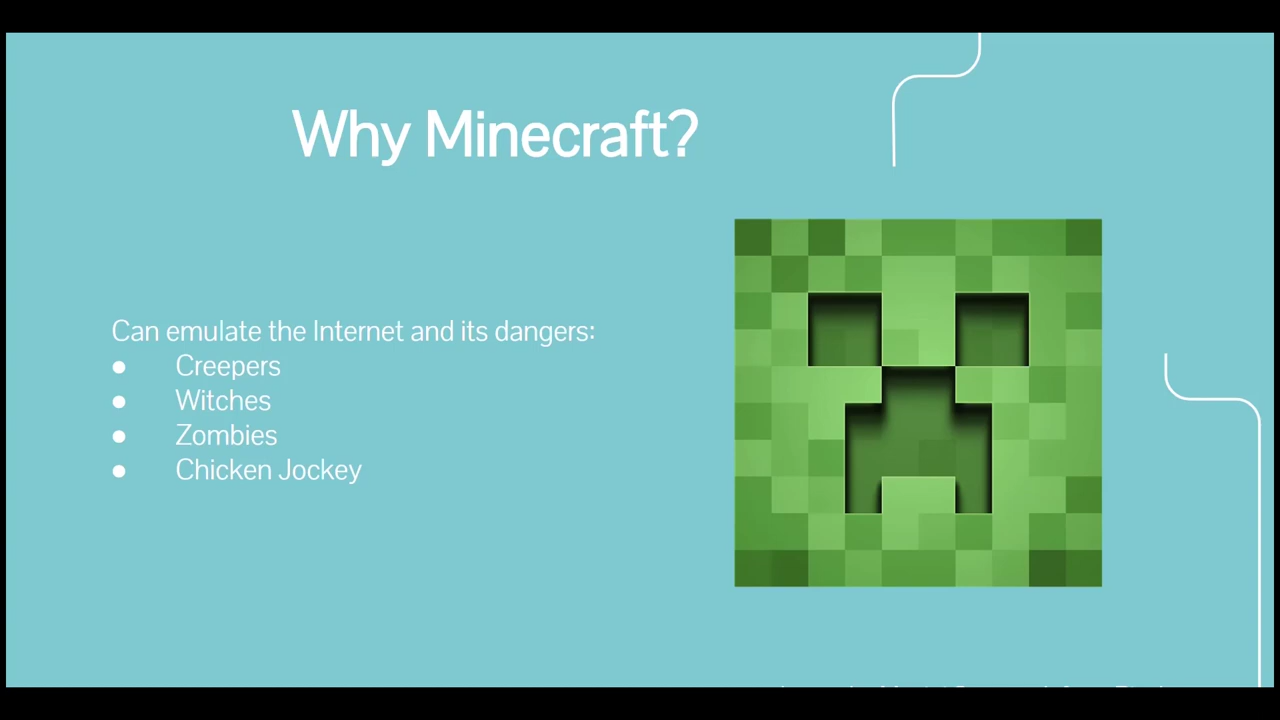 Why Minecraft?
Can emulate the Internet and its dangers:
● Creepers
● Witches
● Zombies
● Chicken Jockey